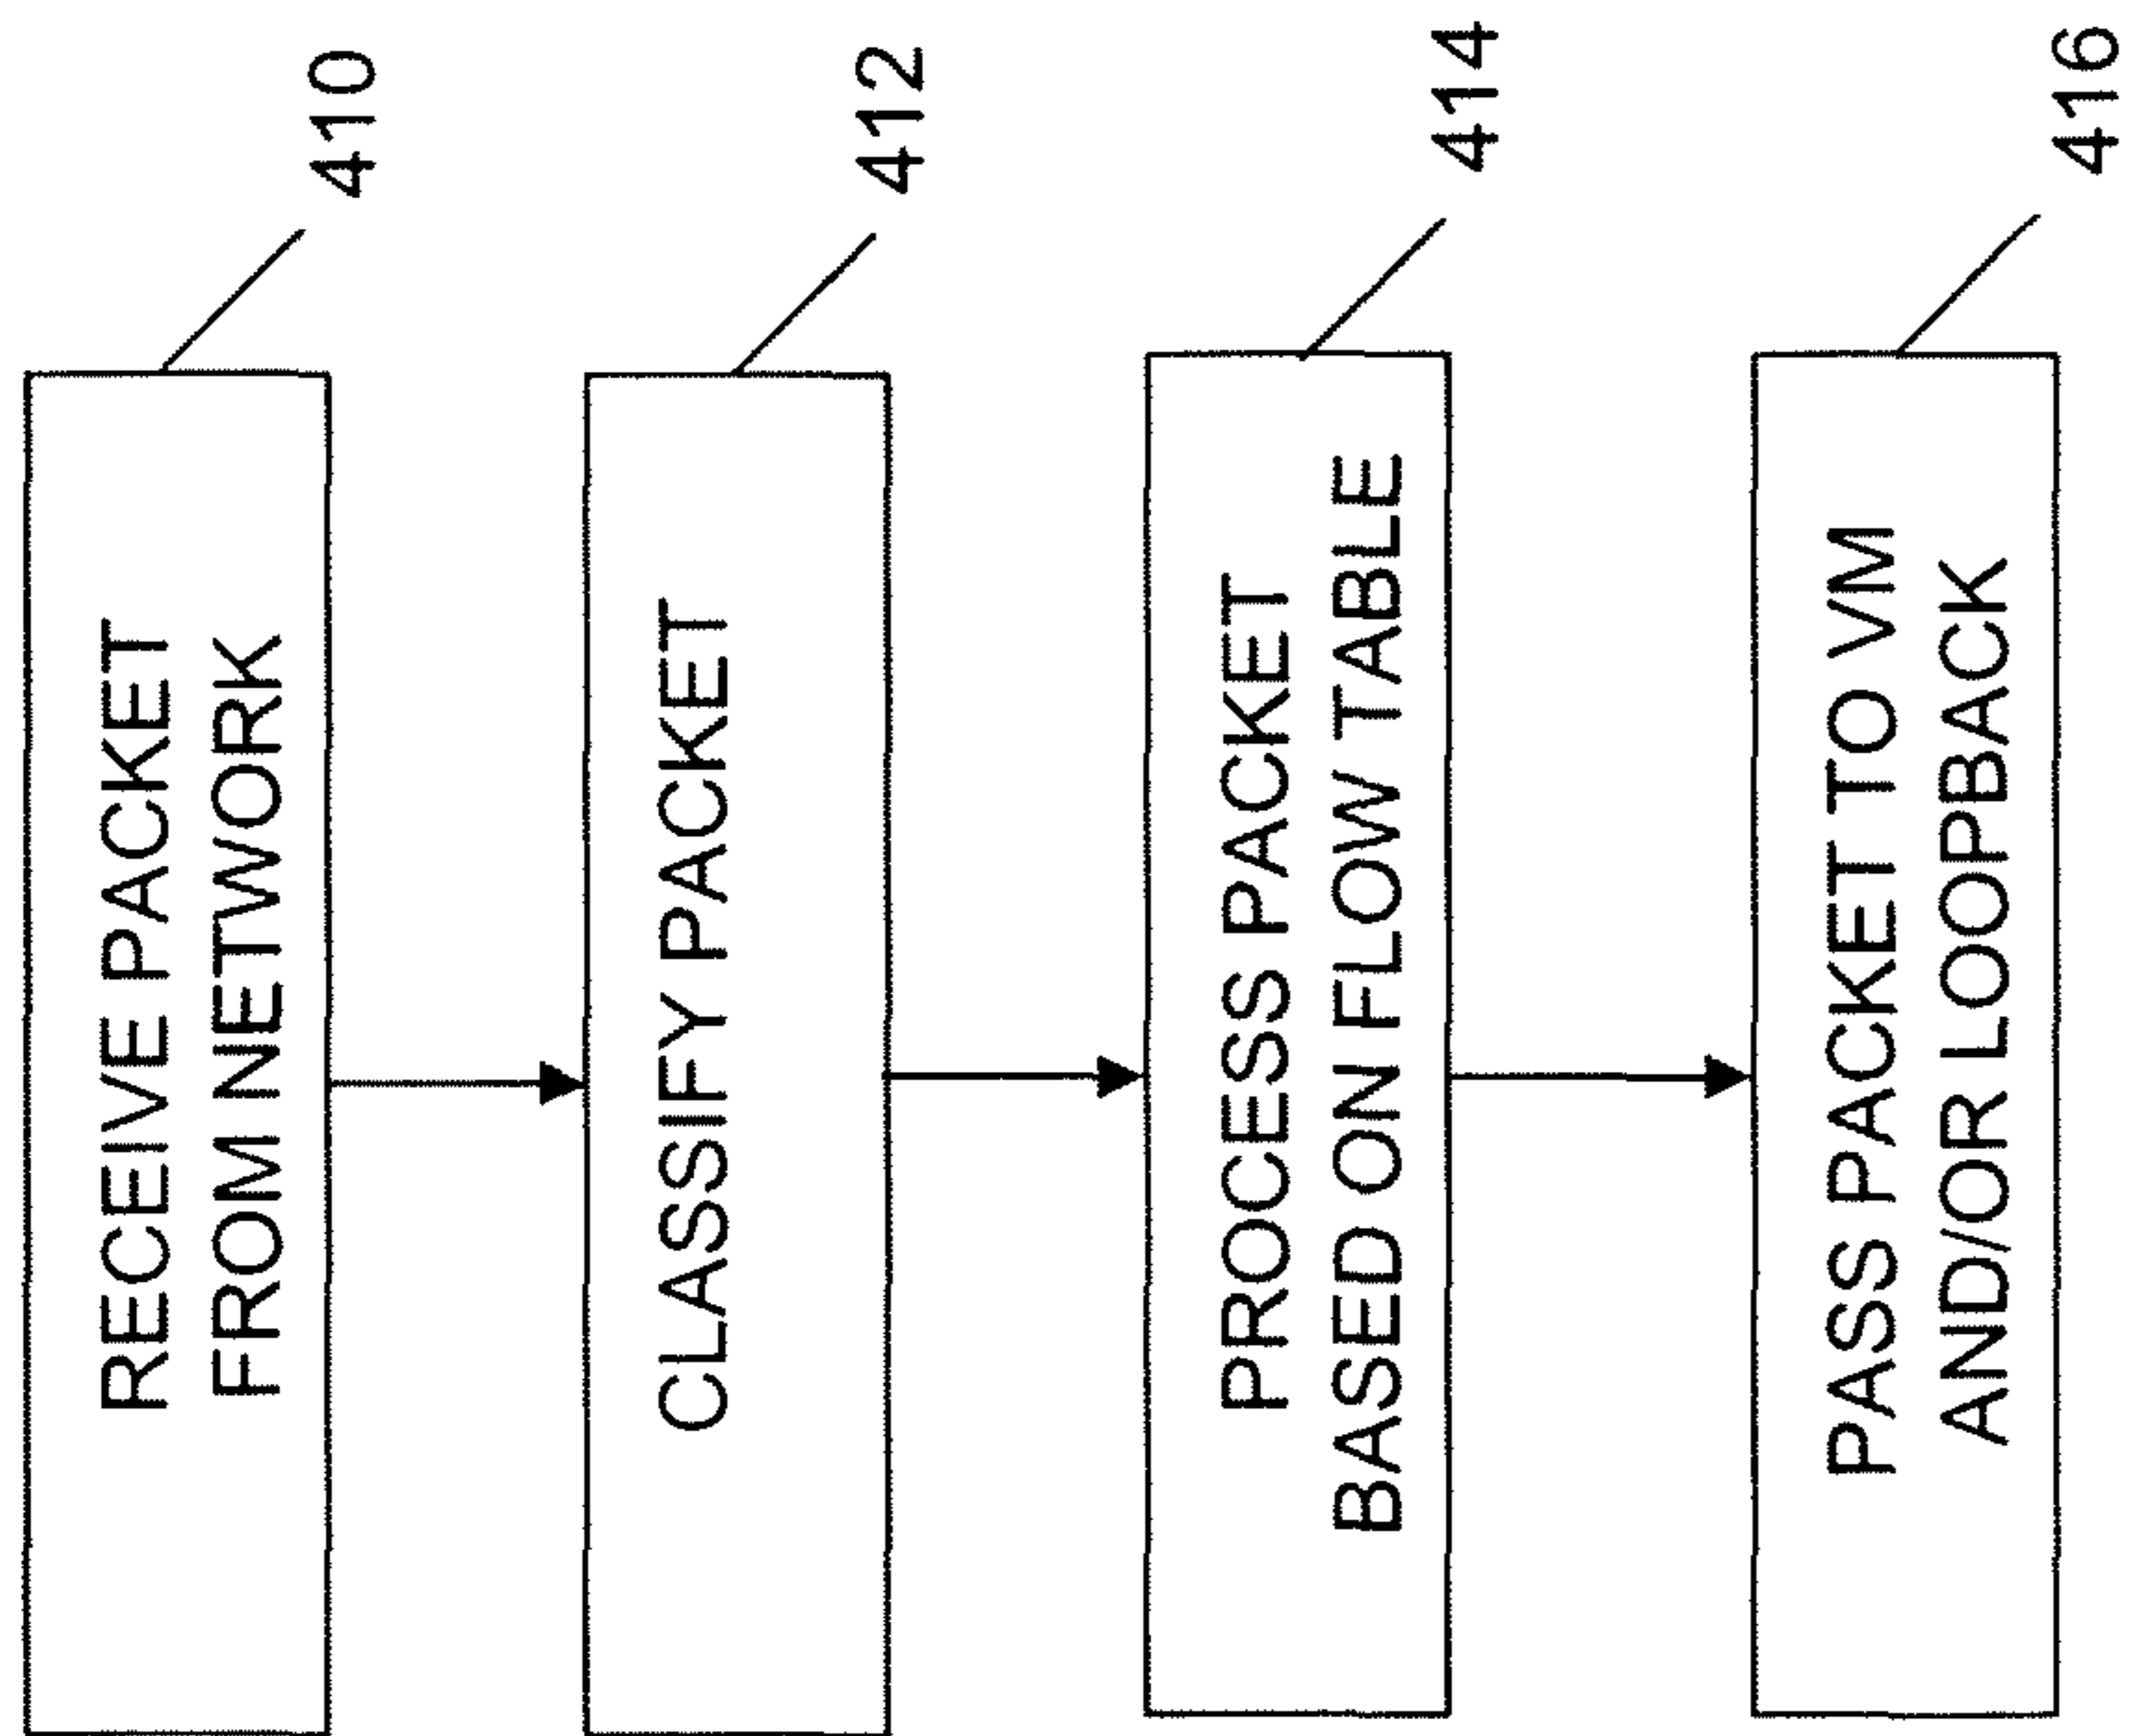 RECEIVE PACKET
FROM NETWORK
410
CLASSIFY PACKET
412
PROCESS PACKET
BASED ON FLOW TABLE
414
PASS PACKET TO VM
AND/OR LOOPBACK
416